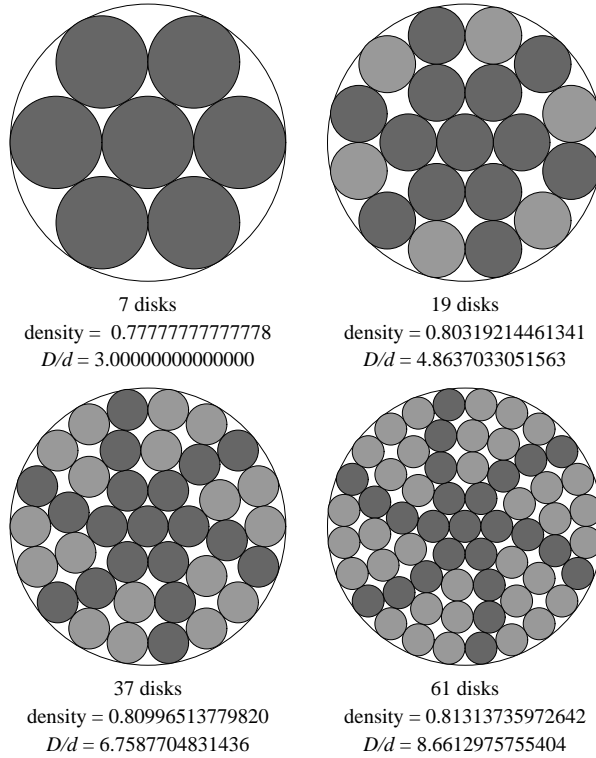 7 disks
density = 0.77777777777778
D/d = 3.00000000000000
19 disks
density = 0.80319214461341
D/d = 4.8637033051563
37 disks
density = 0.80996513779820
D/d = 6.7587704831436
61 disks
density = 0.81313735972642
D/d = 8.6612975755404